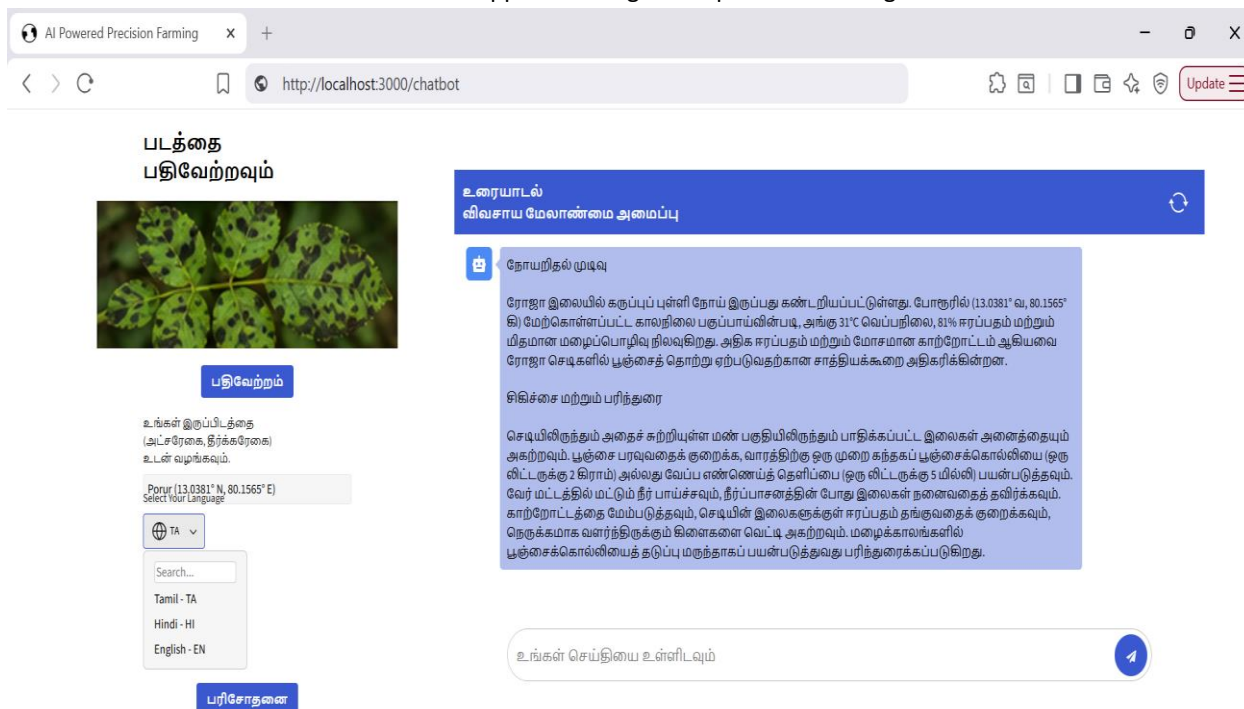 AI Powered Precision Farming
http://localhost:3000/chatbot
Update
படத்தை
பதிவேற்றவும்
பதிவேற்றம்
உங்கள் இருப்பிடத்தை
(அட்சரேகை, தீர்க்கரேகை)
உடன் வழங்கவும்.
Porur (13.0381° N, 80.1565° E)
Select Your Language
TA
Search...
Tamil - TA
Hindi - HI
English - EN
பரிசோதனை
உரையாடல்
விவசாய மேலாண்மை அமைப்பு
நோயறிதல் முடிவு
ரோஜா இலையில் கருப்புப் புள்ளி நோய் இருப்பது கண்டறியப்பட்டுள்ளது. போரூரில் (13.0381° வ, 80.1565°
கி) மேற்கொள்ளப்பட்ட காலநிலை பகுப்பாய்வின்படி, அங்கு 31°C வெப்பநிலை, 81% ஈரப்பதம் மற்றும்
மிதமான மழைப்பொழிவு நிலவுகிறது. அதிக ஈரப்பதம் மற்றும் மோசமான காற்றோட்டம் ஆகியவை
ரோஜா செடிகளில் பூஞ்சைத் தொற்று ஏற்படுவதற்கான சாத்தியக்கூறை அதிகரிக்கின்றன.
சிகிச்சை மற்றும் பரிந்துரை
செடியிலிருந்தும் அதைச் சுற்றியுள்ள மண் பகுதியிலிருந்தும் பாதிக்கப்பட்ட இலைகள் அனைத்தையும்
அகற்றவும். பூஞ்சை பரவுவதைக் குறைக்க, வாரத்திற்கு ஒரு முறை கந்தகப் பூஞ்சைக்கொல்லியை (ஒரு
லிட்டருக்கு 2 கிராம்) அல்லது வேப்ப எண்ணெய்த் தெளிப்பை (ஒரு லிட்டருக்கு 5 மில்லி) பயன்படுத்தவும்.
வேர் மட்டத்தில் மட்டும் நீர் பாய்ச்சவும், நீர்ப்பாசனத்தின் போது இலைகள் நனைவதைத் தவிர்க்கவும்.
காற்றோட்டத்தை மேம்படுத்தவும், செடியின் இலைகளுக்குள் ஈரப்பதம் தங்குவதைக் குறைக்கவும்,
நெருக்கமாக வளர்ந்திருக்கும் கிளைகளை வெட்டி அகற்றவும். மழைக்காலங்களில்
பூஞ்சைக்கொல்லியைத் தடுப்பு மருந்தாகப் பயன்படுத்துவது பரிந்துரைக்கப்படுகிறது.
உங்கள் செய்தியை உள்ளிடவும்